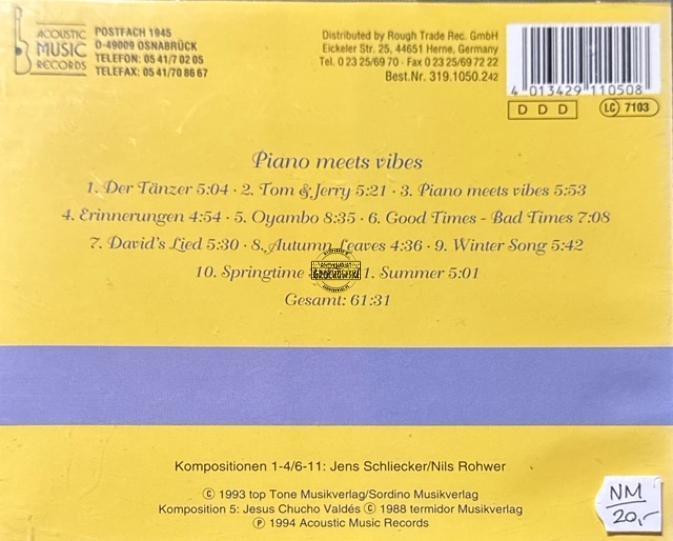 ACOUSTIC
MUSIC
RECORDS
POSTFACH 1945
D-49009 OSNABRÜCK
TELEFON: 05 41/7 02 05
TELEFAX: 05 41/70 86 67
Distributed by Rough Trade Rec. GmbH
Eickeler Str. 25, 44651 Herne, Germany
Tel. 0 23 25/69 70 · Fax 0 23 25/69 72 22
Best.Nr. 319.1050.242
4 013429 110508
D D D
LC 7103
Piano meets vibes
1. Der Tänzer 5:04 · 2. Tom & Jerry 5:21 · 3. Piano meets vibes 5:53
4. Erinnerungen 4:54 · 5. Oyambo 8:35 · 6. Good Times - Bad Times 7:08
7. David's Lied 5:30 · 8. Autumn Leaves 4:36 · 9. Winter Song 5:42
10. Springtime 11. Summer 5:01
Gesamt: 61:31
Kompositionen 1-4/6-11: Jens Schliecker/Nils Rohwer
© 1993 top Tone Musikverlag/Sordino Musikverlag
Komposition 5: Jesus Chucho Valdés © 1988 termidor Musikverlag
℗ 1994 Acoustic Music Records
NM
20,-